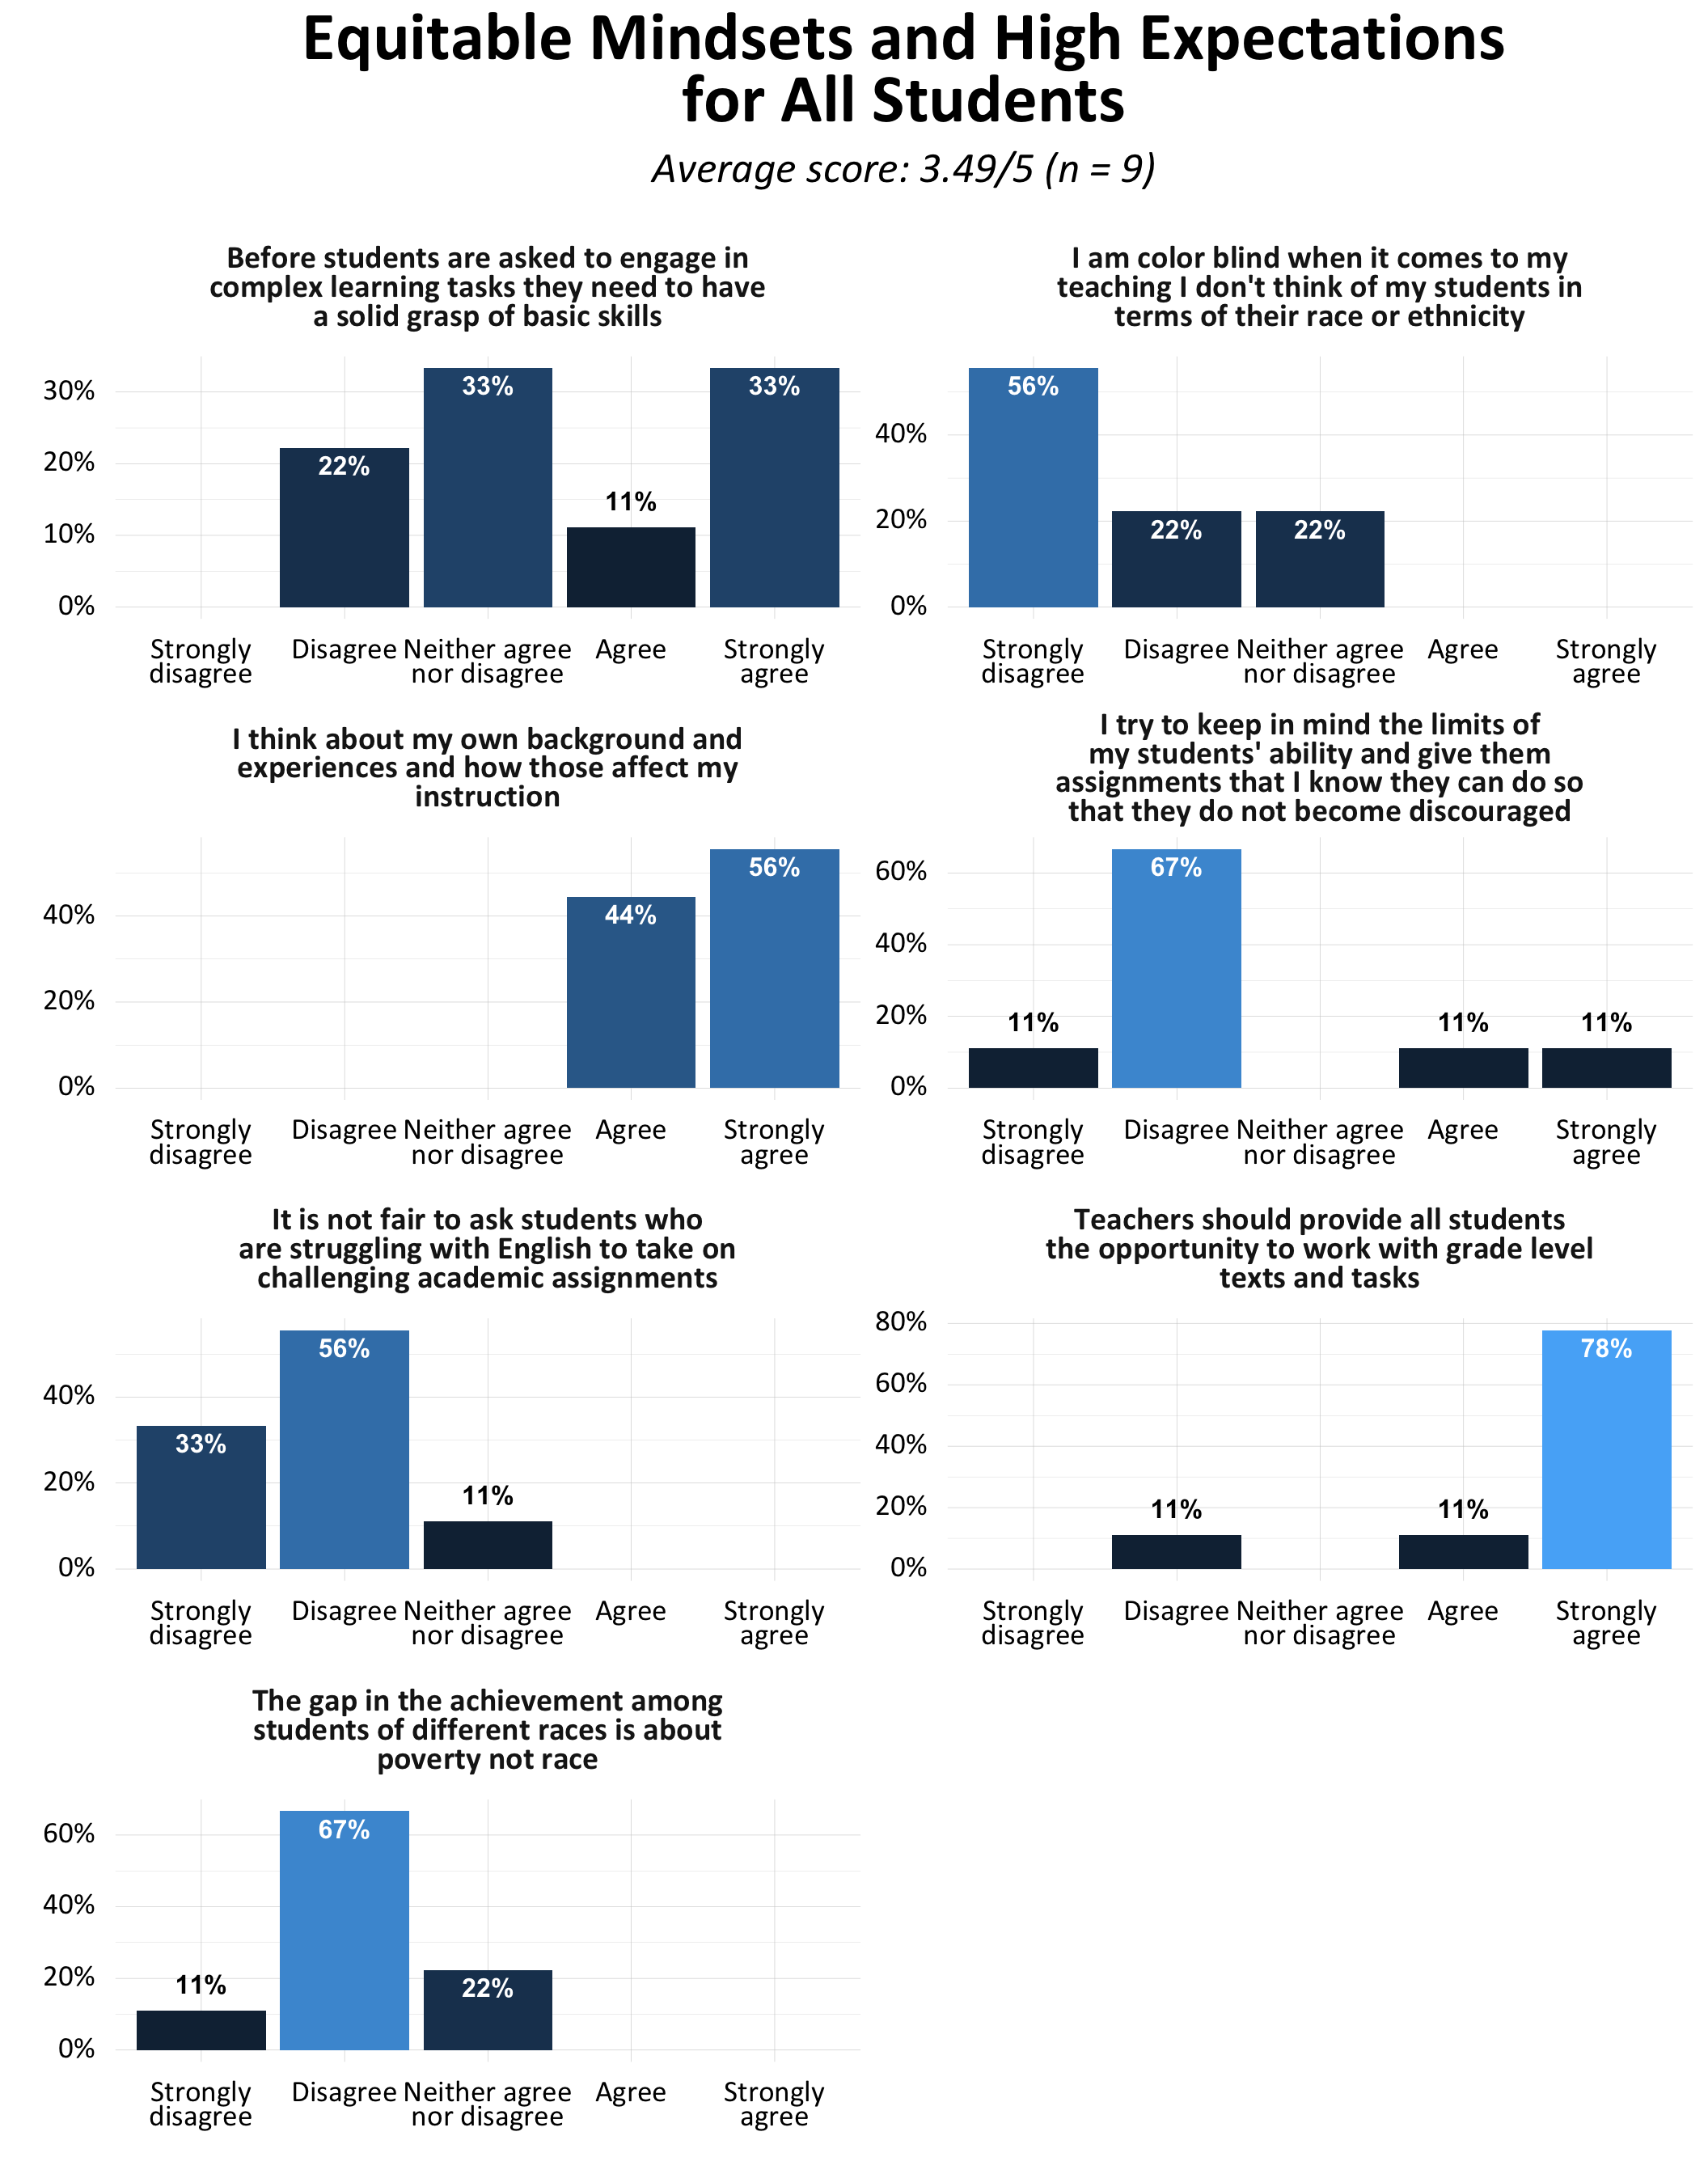 Equitable Mindsets and High Expectations
for All Students
Average score: 3.49/5 (n = 9)
Before students are asked to engage in
complex learning tasks they need to have
a solid grasp of basic skills
30%
20%
10%
0%
22%
33%
11%
33%
Strongly
disagree
Disagree
Neither agree
nor disagree
Agree
Strongly
agree
I am color blind when it comes to my
teaching I don't think of my students in
terms of their race or ethnicity
40%
20%
0%
56%
22%
22%
Strongly
disagree
Disagree
Neither agree
nor disagree
Agree
Strongly
agree
I think about my own background and
experiences and how those affect my
instruction
40%
20%
0%
44%
56%
Strongly
disagree
Disagree
Neither agree
nor disagree
Agree
Strongly
agree
I try to keep in mind the limits of
my students' ability and give them
assignments that I know they can do so
that they do not become discouraged
60%
40%
20%
0%
11%
67%
11%
11%
Strongly
disagree
Disagree
Neither agree
nor disagree
Agree
Strongly
agree
It is not fair to ask students who
are struggling with English to take on
challenging academic assignments
40%
20%
0%
33%
56%
11%
Strongly
disagree
Disagree
Neither agree
nor disagree
Agree
Strongly
agree
Teachers should provide all students
the opportunity to work with grade level
texts and tasks
80%
60%
40%
20%
0%
11%
11%
78%
Strongly
disagree
Disagree
Neither agree
nor disagree
Agree
Strongly
agree
The gap in the achievement among
students of different races is about
poverty not race
60%
40%
20%
0%
11%
67%
22%
Strongly
disagree
Disagree
Neither agree
nor disagree
Agree
Strongly
agree